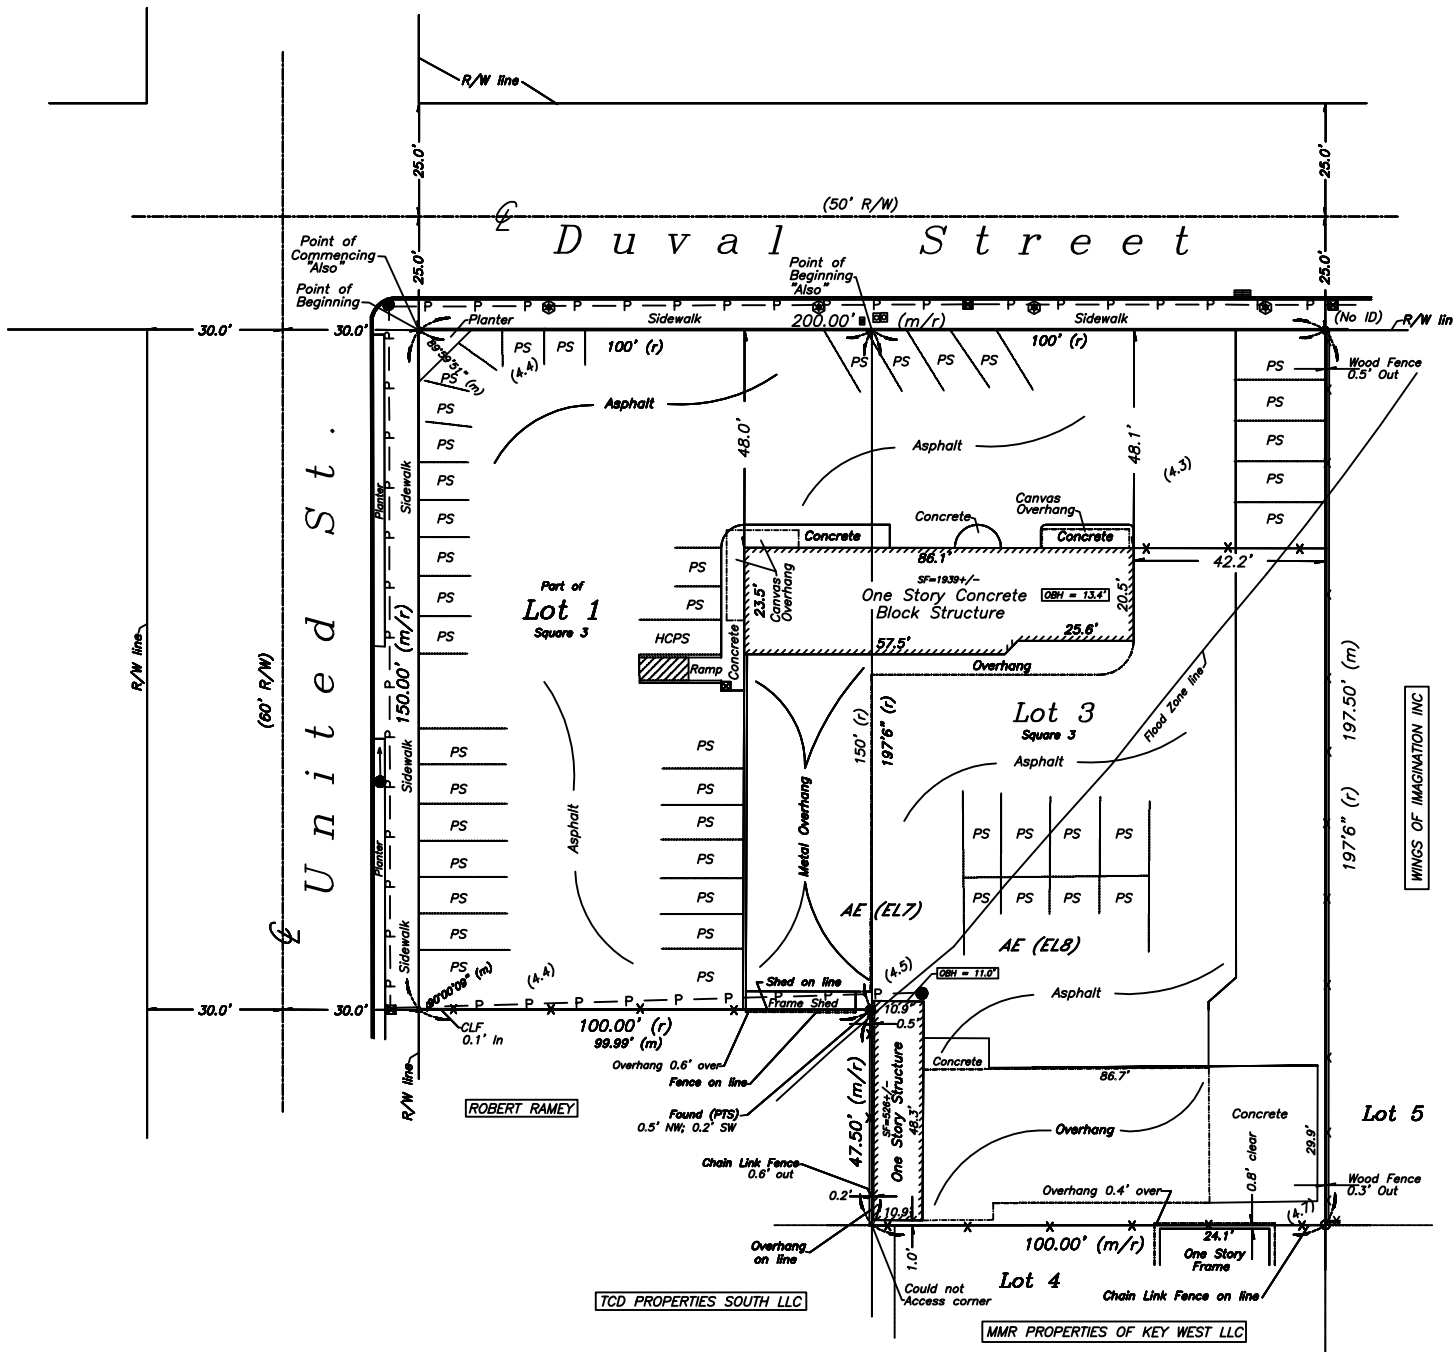 R/W line
25.0'
25.0'
(50' R/W)
Duval Street
Point of
Commencing
"Also"
25.0'
Point of
Beginning
"Also"
25.0'
Point of
Beginning
P P P P P P P P P P P P P P P P P P
30.0'
30.0'
Planter
Sidewalk
200.00' (m/r)
Sidewalk
(No ID)
R/W lin
89°59'51" (m)
PS
PS
PS
(4.4)
100' (r)
PS PS PS PS
100' (r)
PS
Wood Fence
0.5' Out
PS
PS
PS
PS
Asphalt
48.0'
Asphalt
48.1'
(4.3)
PS
PS
PS
PS
PS
PS
PS
Planter
Sidewalk
United St.
Canvas
Overhang
Concrete
Concrete
Concrete
86.1'
42.2'
PS
PS
HCPS
Ramp
Concrete
Canvas
Overhang
23.5'
SF=1939+/-
One Story Concrete
Block Structure
OBH = 13.4'
20.5'
57.5'
25.6'
Overhang
Part of
Lot 1
Square 3
150.00' (m/r)
R/W line
(60' R/W)
150' (r)
197'6" (r)
Lot 3
Square 3
Flood Zone line
197'6" (r) 197.50' (m)
WINGS OF IMAGINATION INC
Sidewalk
PS
PS
PS
PS
PS
PS
PS
Asphalt
PS
PS
PS
PS
PS
PS
PS
Metal Overhang
Asphalt
PS PS PS PS
PS PS PS PS
Planter
Sidewalk
AE (EL7)
AE (EL8)
(4.5)
OBH = 11.0'
Asphalt
90°00'09" (m)
(4.4)
P P P P P P P
Shed on line
Frame Shed
30.0'
30.0'
CLF
0.1' In
100.00' (r)
99.99' (m)
10.9'
0.5'
Overhang 0.6' over
Fence on line
R/W line
ROBERT RAMEY
Found (PTS)
0.5' NW; 0.2' SW
47.50' (m/r)
SF=526+/-
One Story Structure
48.3'
Concrete
86.7'
Overhang
Concrete
0.8' clear
29.9'
Lot 5
Chain Link Fence
0.6' out
0.2'
10.9'
Overhang 0.4' over
Wood Fence
0.3' Out
(4.7)
Overhang
on line
1.0'
100.00' (m/r)
24.1'
One Story
Frame
Could not
Access corner
Lot 4
Chain Link Fence on line
TCD PROPERTIES SOUTH LLC
MMR PROPERTIES OF KEY WEST LLC